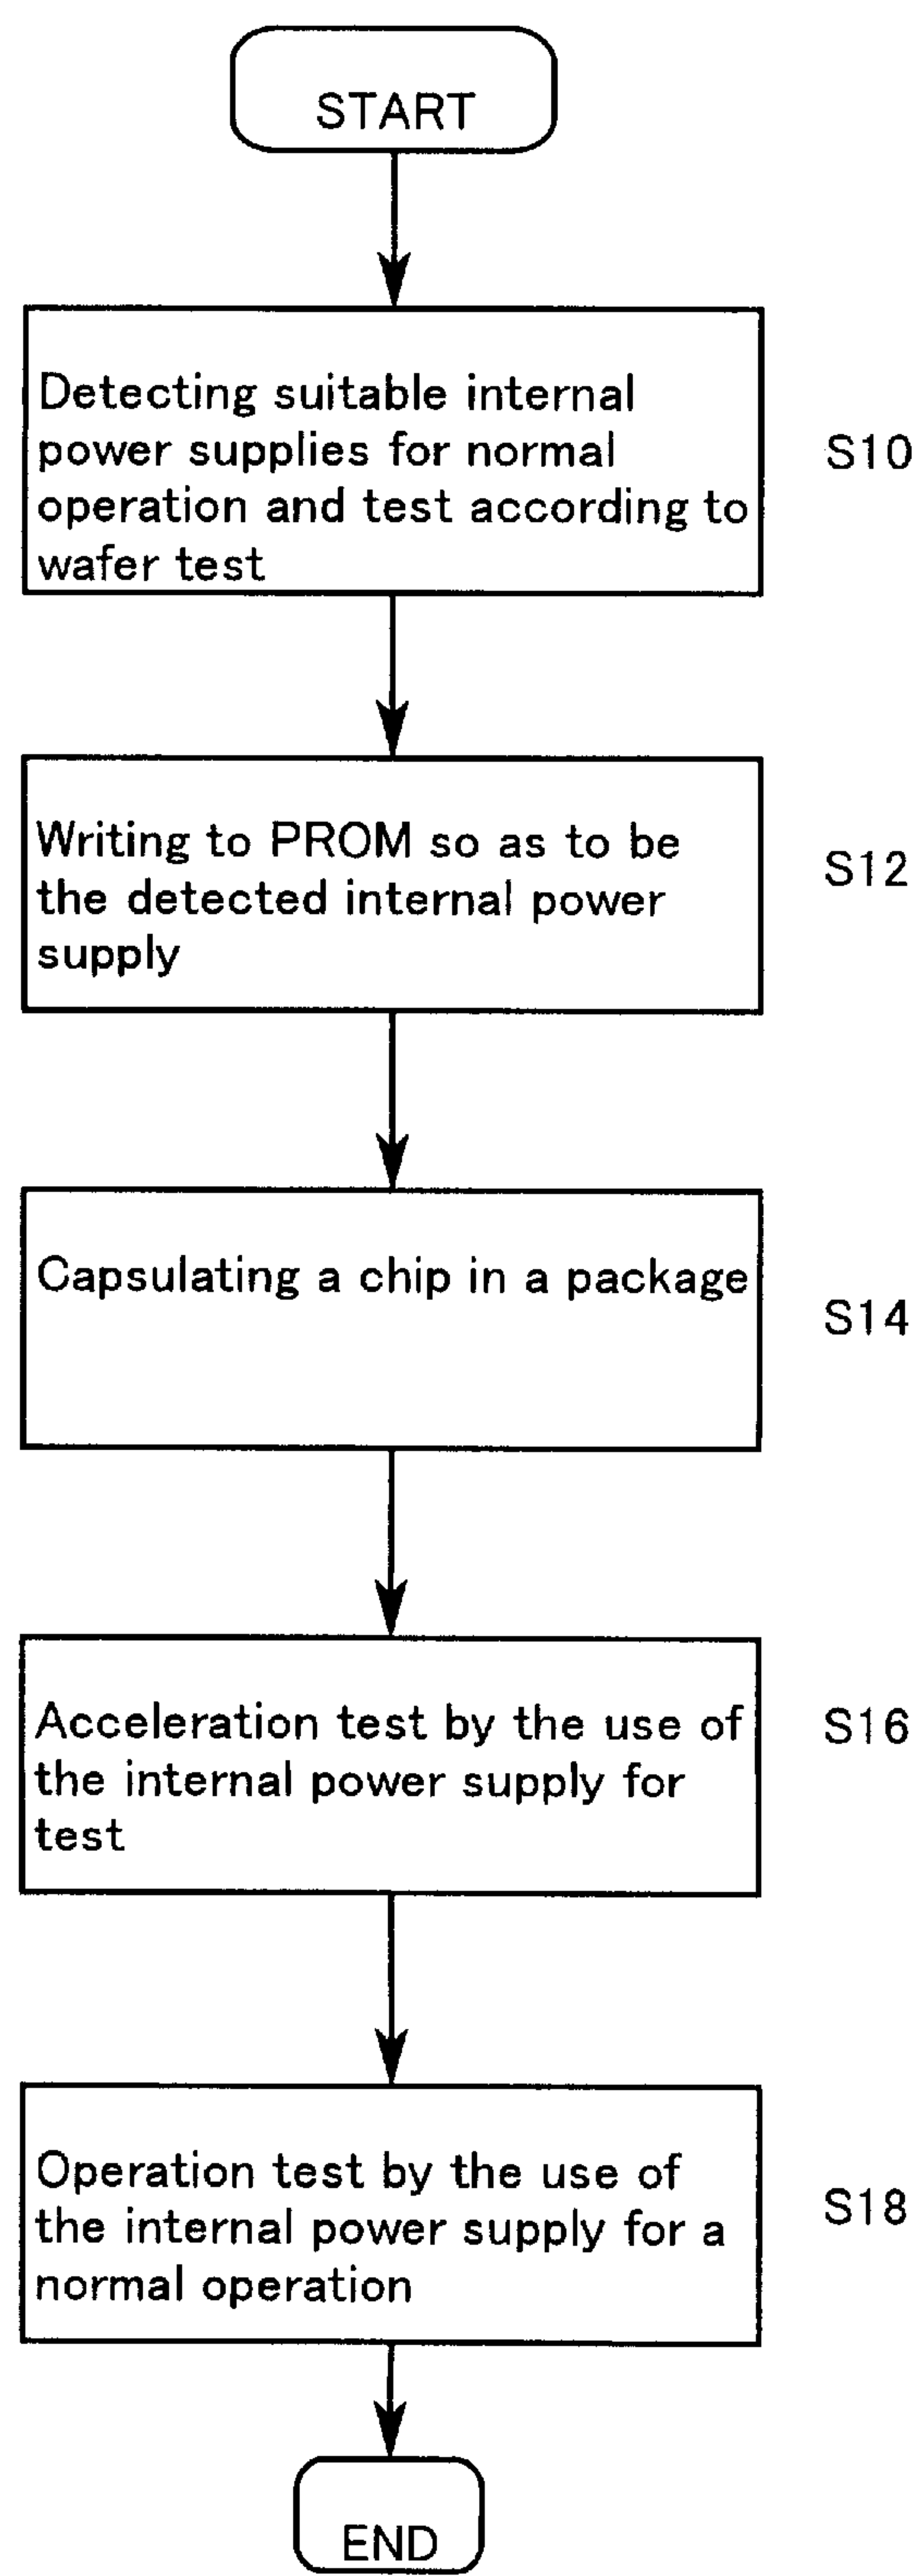 START
Detecting suitable internal
power supplies for normal
operation and test according to
wafer test
S10
Writing to PROM so as to be
the detected internal power
supply
S12
Capsulating a chip in a package
S14
Acceleration test by the use of
the internal power supply for
test
S16
Operation test by the use of
the internal power supply for a
normal operation
S18
END